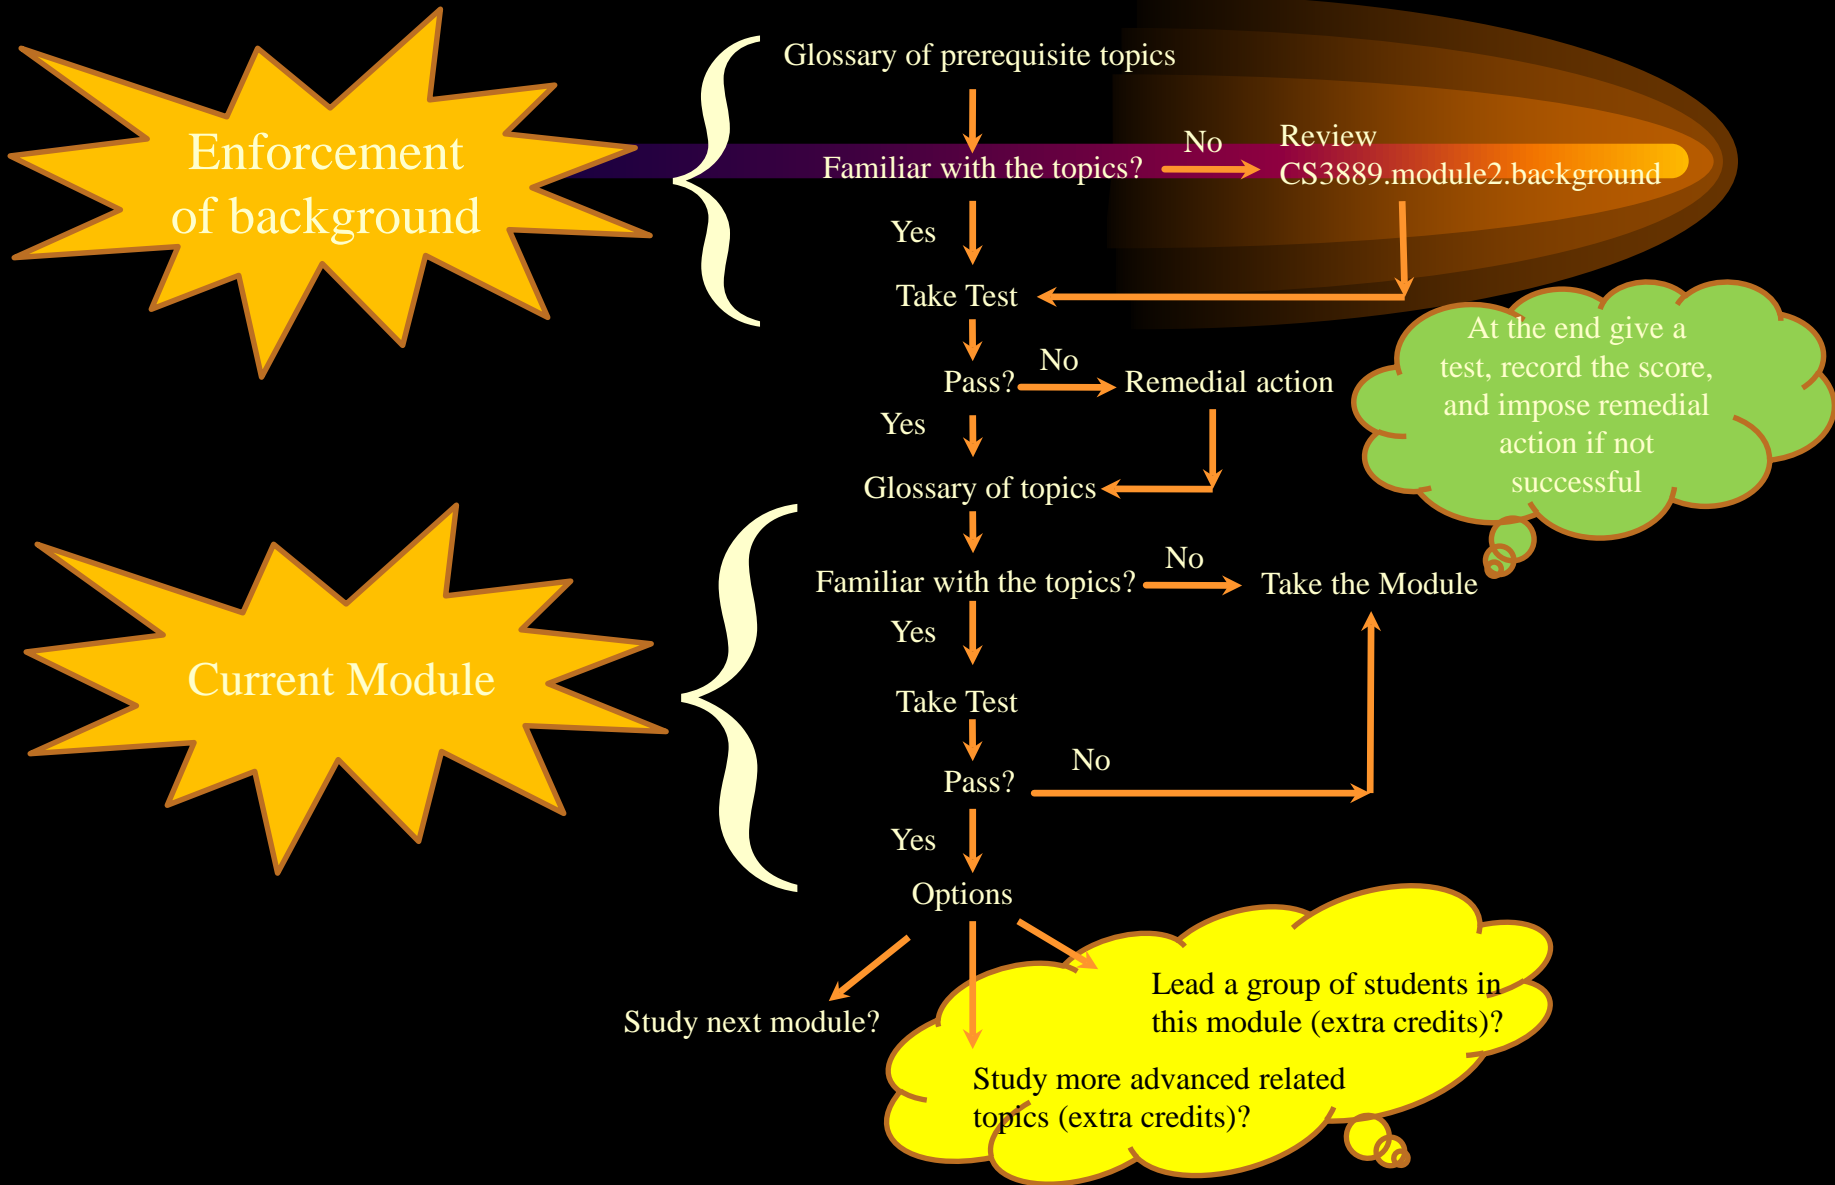 Glossary of prerequisite topics
Enforcement
of background
Familiar with the topics?
No
Review
CS3889.module2.background
Yes
Take Test
Pass?
No
Remedial action
Yes
Glossary of topics
At the end give a
test, record the score,
and impose remedial
action if not
successful
Current Module
Familiar with the topics?
No
Take the Module
Yes
Take Test
Pass?
No
Yes
Options
Study next module?
Lead a group of students in
this module (extra credits)?
Study more advanced related
topics (extra credits)?